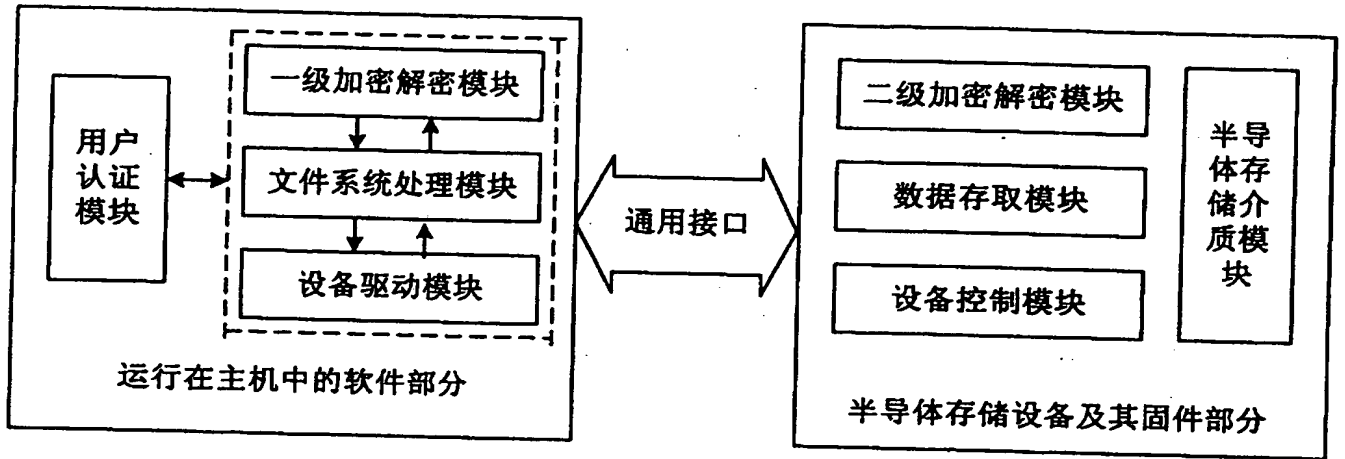 用户
认证
模块
一级加密解密模块
文件系统处理模块
设备驱动模块
运行在主机中的软件部分
通用接口
二级加密解密模块
数据存取模块
设备控制模块
半导
体存
储介
质模
块
半导体存储设备及其固件部分